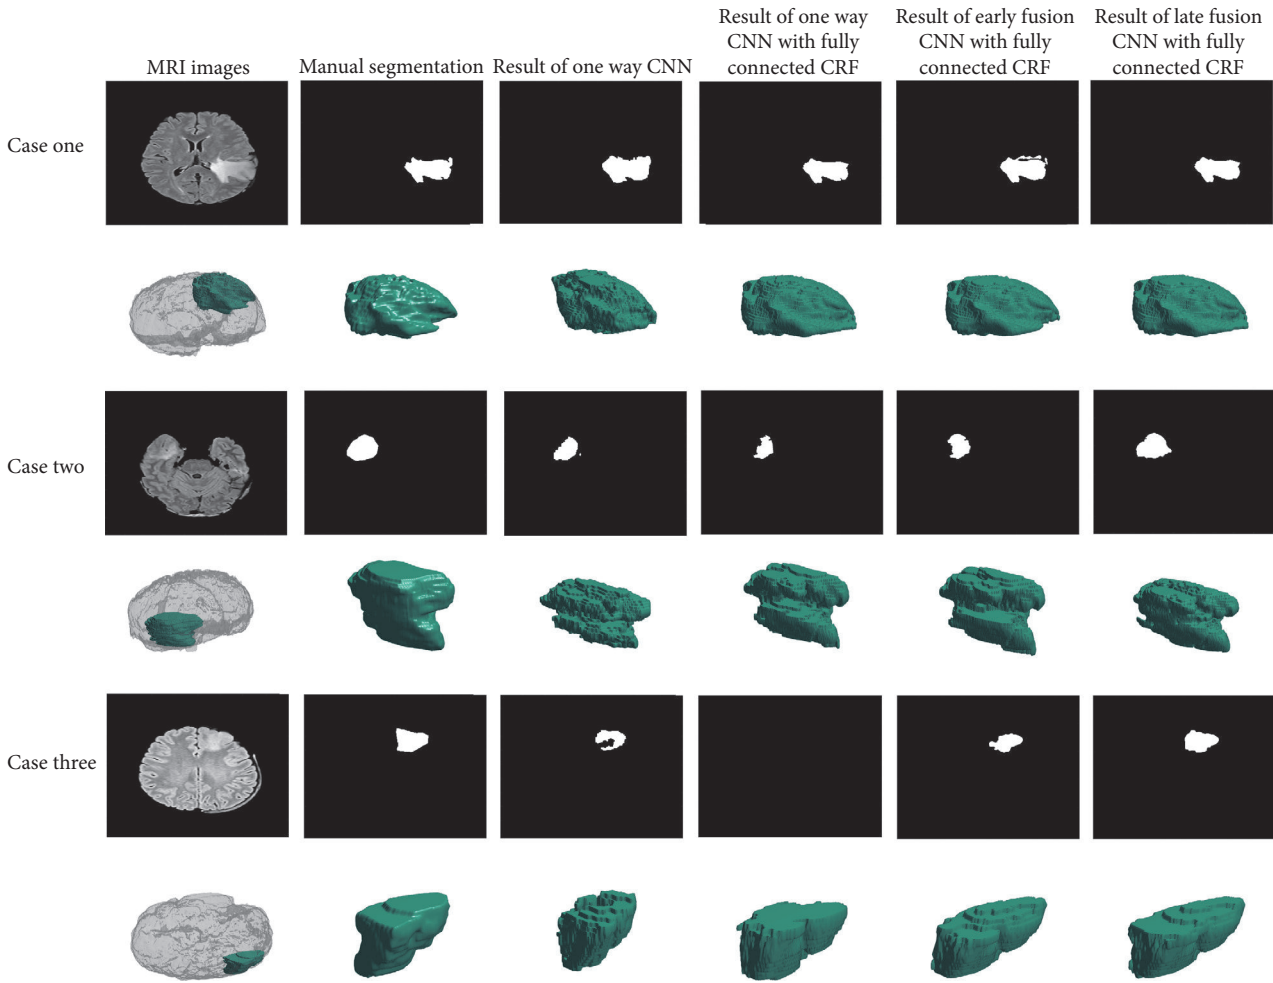 MRI images
Manual segmentation
Result of one way CNN
Result of one way
CNN with fully
connected CRF
Result of early fusion
CNN with fully
connected CRF
Result of late fusion
CNN with fully
connected CRF
Case one
Case two
Case three